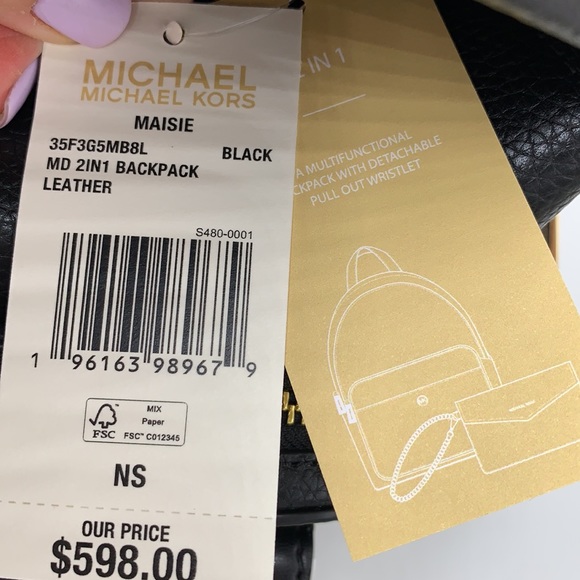 MICHAEL
MICHAEL KORS
MAISIE
35F3G5MB8L BLACK
MD 2IN1 BACKPACK
LEATHER
S480-0001
1 96163 98967 9
FSC
MIX
Paper
FSC™ C012345
NS
OUR PRICE
$598.00
IN 1
A MULTIFUNCTIONAL
CKPACK WITH DETACHABLE
PULL OUT WRISTLET